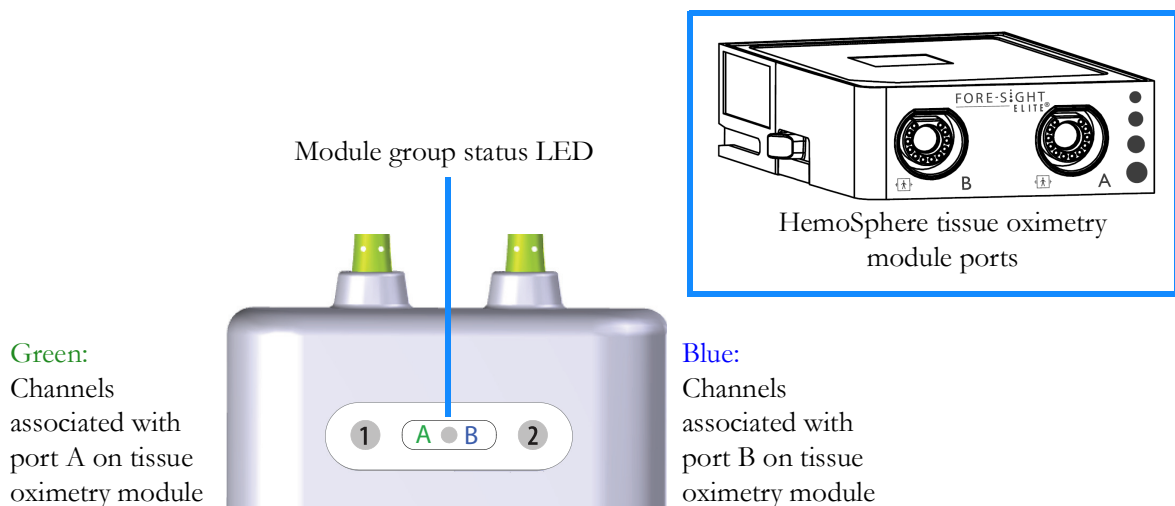 FORE-SIGHT
ELITE®
B
A
HemoSphere tissue oximetry
module ports
Module group status LED
Green:
Channels
associated with
port A on tissue
oximetry module
1 A B 2
Blue:
Channels
associated with
port B on tissue
oximetry module